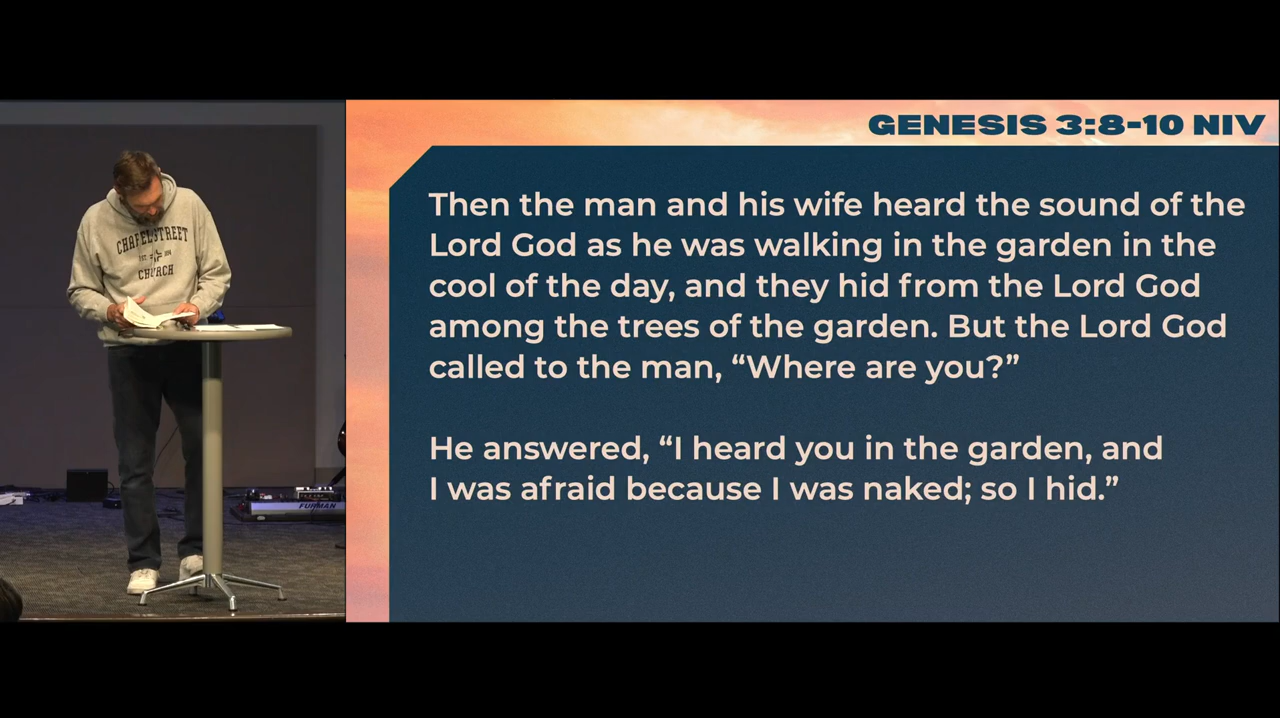 GENESIS 3:8-10 NIV
Then the man and his wife heard the sound of the
Lord God as he was walking in the garden in the
cool of the day, and they hid from the Lord God
among the trees of the garden. But the Lord God
called to the man, “Where are you?”
He answered, “I heard you in the garden, and
I was afraid because I was naked; so I hid.”
CHAPELSTREET
EST
CHURCH
FURMAN